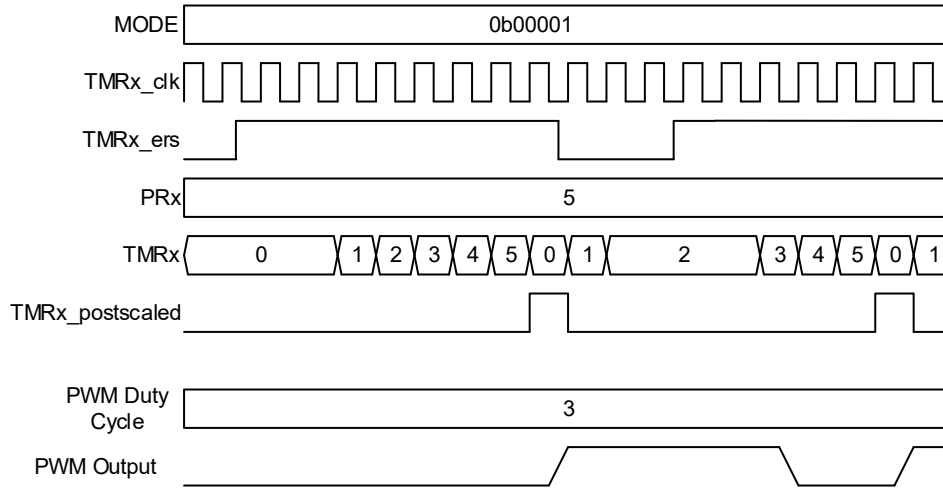 MODE 0b00001
TMRx_clk
TMRx_ers
PRx 5
TMRx 0 1 2 3 4 5 0 1 2 3 4 5 0 1
TMRx_postscaled
PWM Duty
Cycle 3
PWM Output